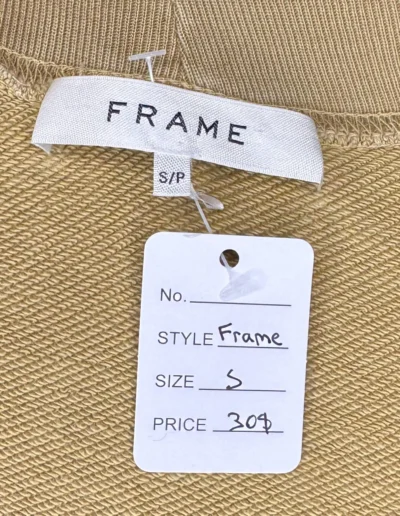 FRAME
S/P
No.
STYLE Frame
SIZE S
PRICE 30$